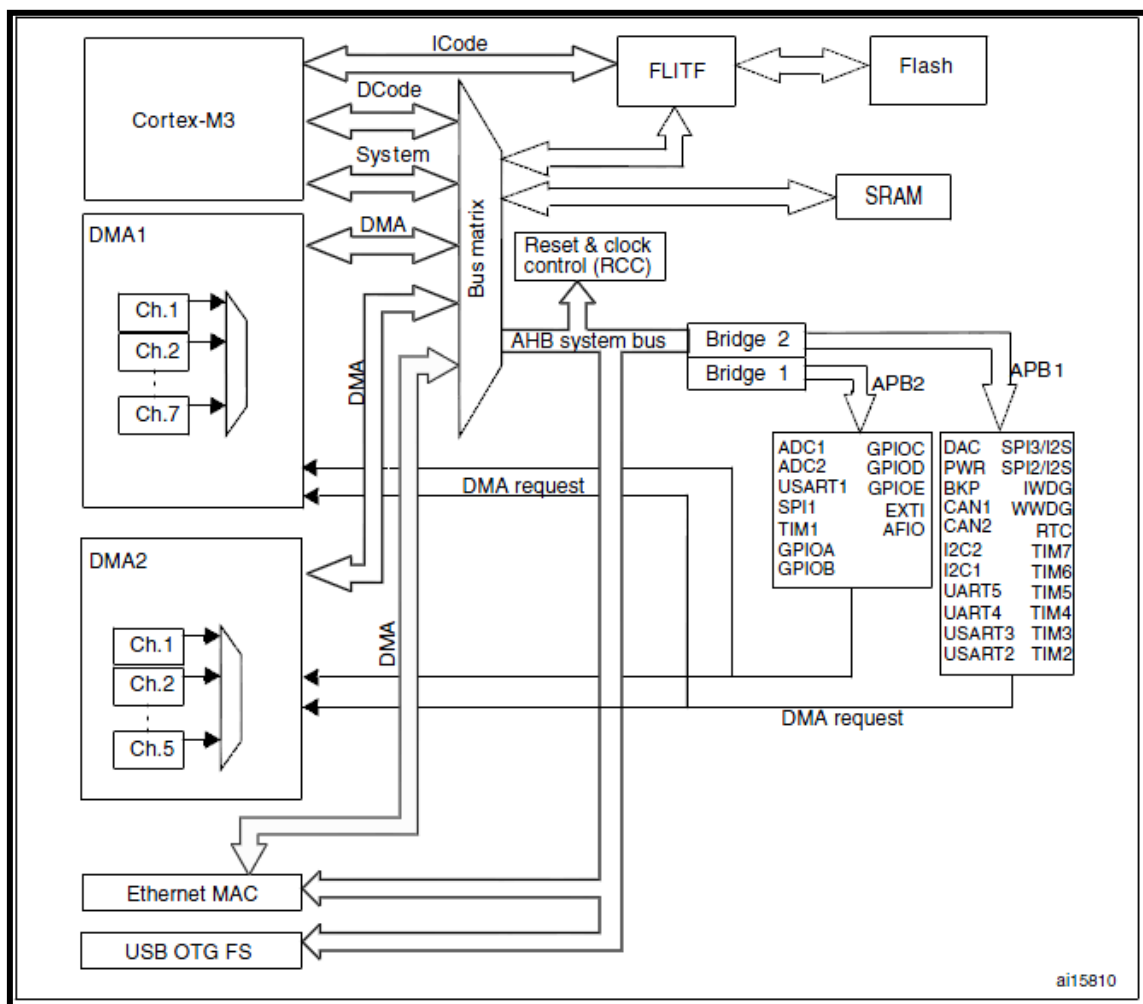 ICode
Cortex-M3
DCode
System
FLITF
Flash
SRAM
DMA1
DMA
Ch.1
Ch.2
Ch.7
Bus matrix
Reset & clock
control (RCC)
AHB system bus
Bridge 2
Bridge 1
APB2
APB1
DMA
DMA request
ADC1 GPIOC
ADC2 GPIOD
USART1 GPIOE
SPI1 EXTI
TIM1 AFIO
GPIOA
GPIOB
DAC SPI3/I2S
PWR SPI2/I2S
BKP IWDG
CAN1 WWDG
CAN2 RTC
I2C2 TIM7
I2C1 TIM6
UART5 TIM5
UART4 TIM4
USART3 TIM3
USART2 TIM2
DMA2
Ch.1
Ch.2
Ch.5
DMA
DMA request
Ethernet MAC
USB OTG FS
ai15810